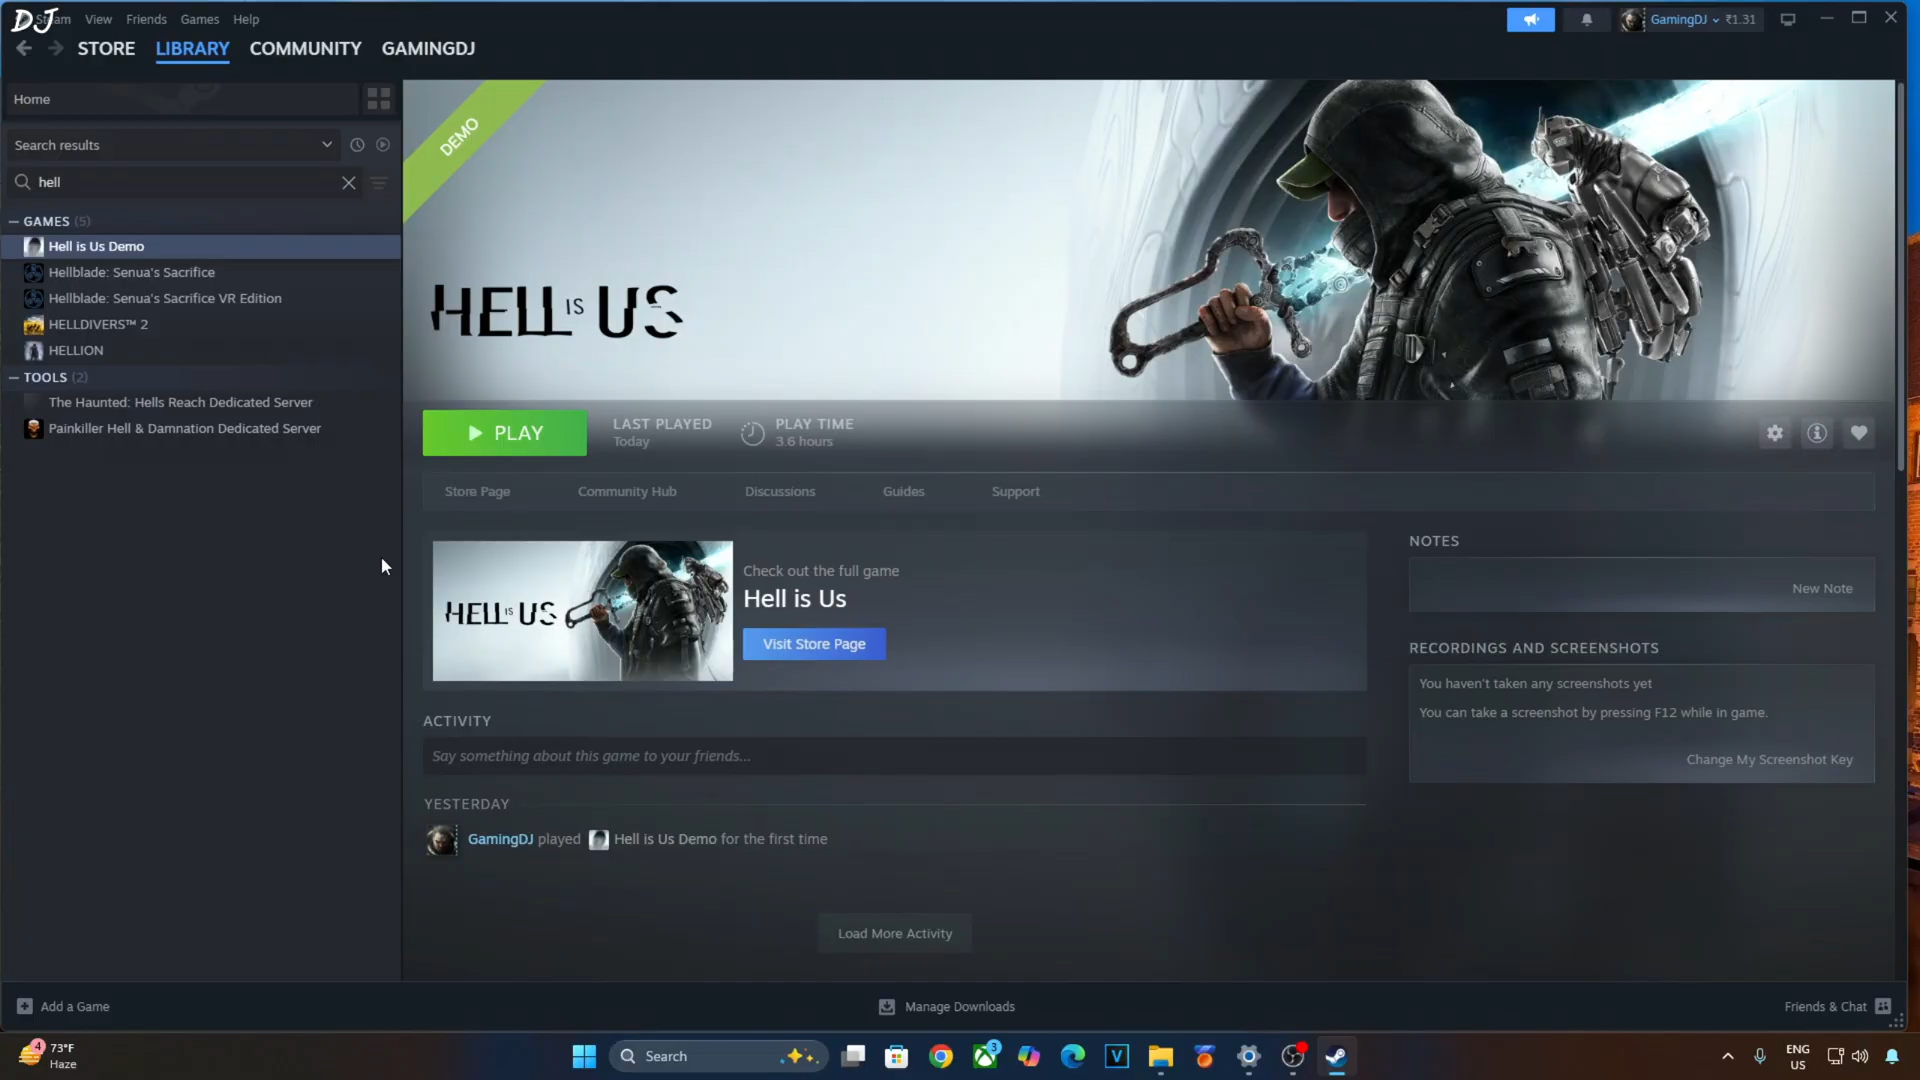 DJ
Steam View Friends Games Help
GamingDJ ₹1.31
STORE LIBRARY COMMUNITY GAMINGDJ
Home
Search results
hell
GAMES (5)
Hell is Us Demo
Hellblade: Senua's Sacrifice
Hellblade: Senua's Sacrifice VR Edition
HELLDIVERS™ 2
HELLION
TOOLS (2)
The Haunted: Hells Reach Dedicated Server
Painkiller Hell & Damnation Dedicated Server
DEMO
HELL IS US
PLAY
LAST PLAYED
Today
PLAY TIME
3.6 hours
Store Page Community Hub Discussions Guides Support
HELL IS US
Check out the full game
Hell is Us
Visit Store Page
NOTES
New Note
RECORDINGS AND SCREENSHOTS
You haven't taken any screenshots yet
You can take a screenshot by pressing F12 while in game.
Change My Screenshot Key
ACTIVITY
Say something about this game to your friends...
YESTERDAY
GamingDJ played Hell is Us Demo for the first time
Load More Activity
Add a Game
Manage Downloads
Friends & Chat
4
73°F
Haze
Search
3
V
ENG
US